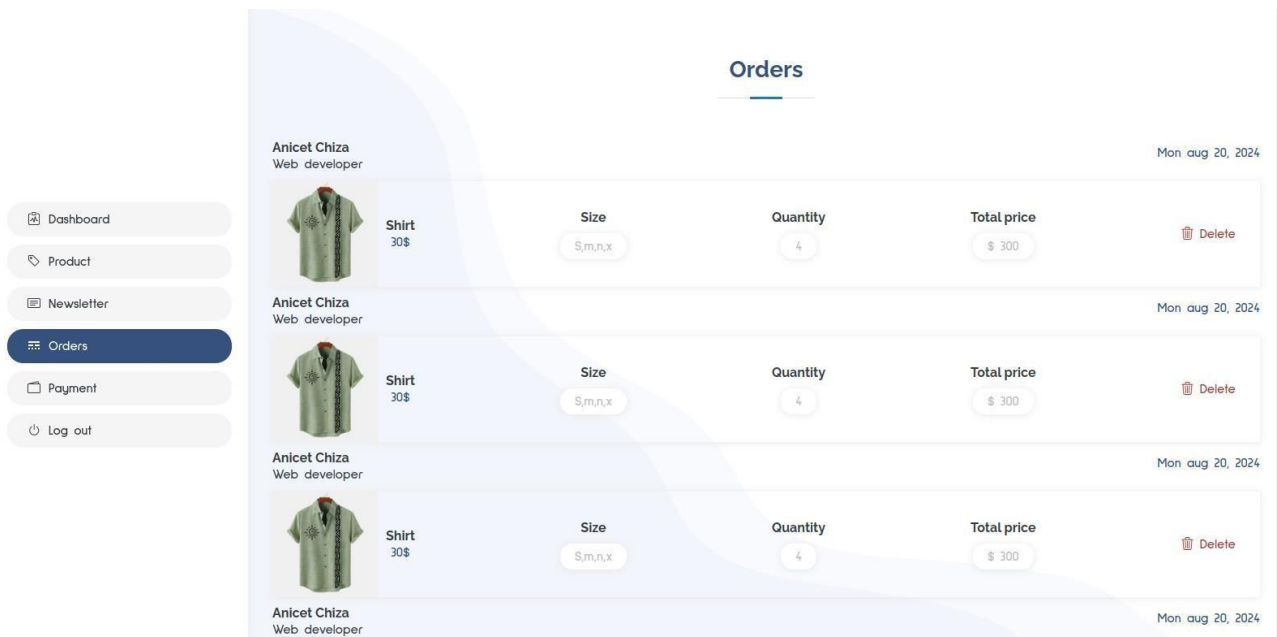 Orders
Dashboard
Product
Newsletter
Orders
Payment
Log out
Anicet Chiza
Web developer
Mon aug 20, 2024
Shirt
30$
Size
S,m,n,x
Quantity
4
Total price
$ 300
Delete
Anicet Chiza
Web developer
Mon aug 20, 2024
Shirt
30$
Size
S,m,n,x
Quantity
4
Total price
$ 300
Delete
Anicet Chiza
Web developer
Mon aug 20, 2024
Shirt
30$
Size
S,m,n,x
Quantity
4
Total price
$ 300
Delete
Anicet Chiza
Web developer
Mon aug 20, 2024